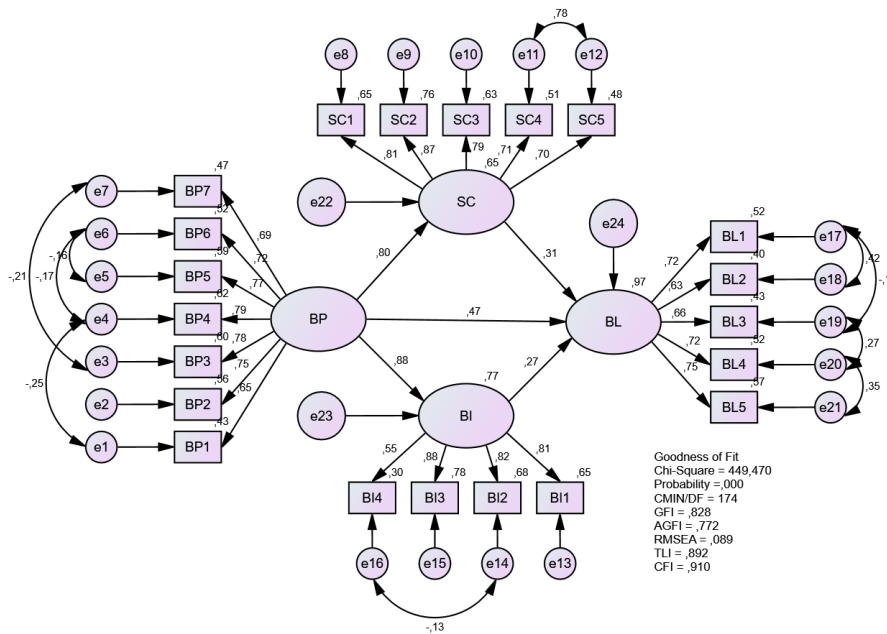 ,78
e8
e9
e10
e11
e12
,65
,76
,63
,51
,48
SC1
SC2
SC3
SC4
SC5
,81
,87
,79
,71
,70
,65
e22
SC
e24
,80
,31
,47
e7
BP7
,52
e6
BP6
,59
e5
BP5
,62
e4
BP4
,60
e3
BP3
,56
e2
BP2
,43
e1
BP1
-,16
-,17
-,21
-,25
,69
,72
,77
,79
,78
,75
,65
BP
,47
,97
BL
,52
BL1
e17
,40
BL2
e18
,43
BL3
e19
,52
BL4
e20
,57
BL5
e21
,72
,63
,66
,72
,75
,42
,27
,35
,88
,27
,77
e23
BI
,55
,88
,82
,81
,30
,78
,68
,65
BI4
BI3
BI2
BI1
e16
e15
e14
e13
-,13
Goodness of Fit
Chi-Square = 449,470
Probability =,000
CMIN/DF = 174
GFI = ,828
AGFI = ,772
RMSEA = ,089
TLI = ,892
CFI = ,910